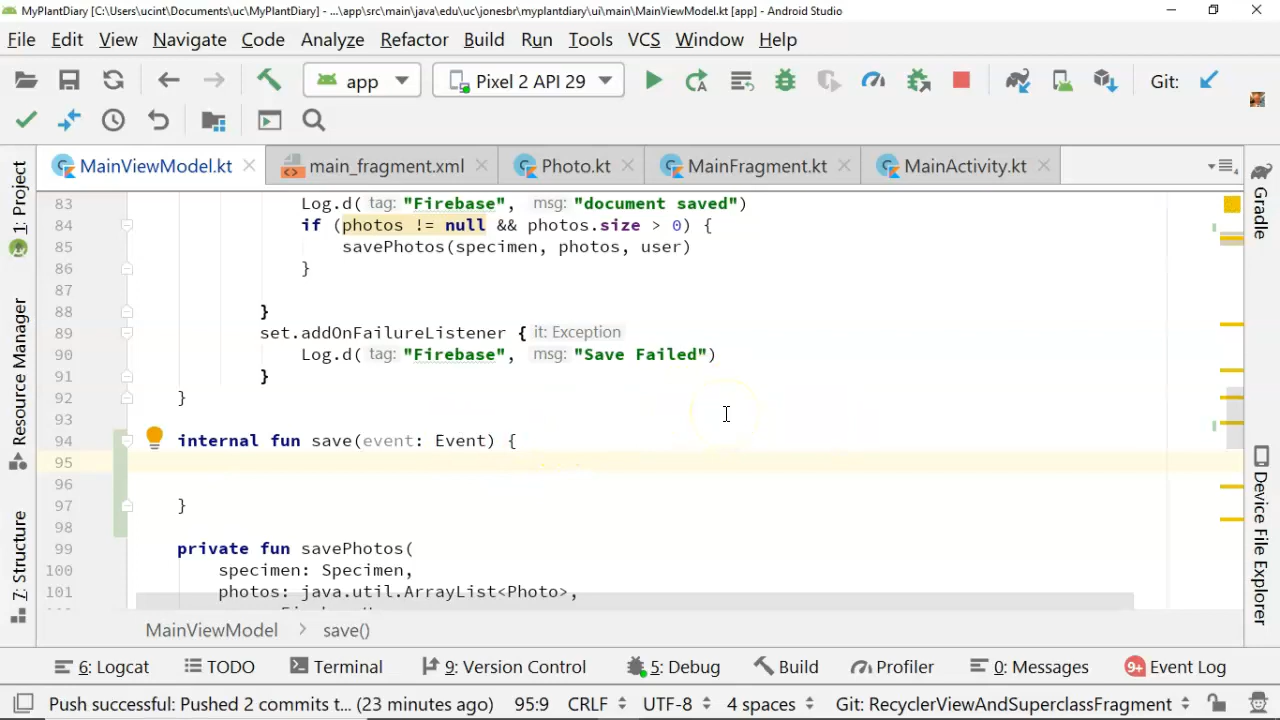 MyPlantDiary [C:\Users\ucint\Documents\uc\MyPlantDiary] - ...\app\src\main\java\edu\uc\jonesbr\myplantdiary\ui\main\MainViewModel.kt [app] - Android Studio
File Edit View Navigate Code Analyze Refactor Build Run Tools VCS Window Help
app Pixel 2 API 29 Git:
MainViewModel.kt main_fragment.xml Photo.kt MainFragment.kt MainActivity.kt
1: Project
Resource Manager
7: Structure
83 Log.d( tag: "Firebase", msg: "document saved")
84 if (photos != null && photos.size > 0) {
85 savePhotos(specimen, photos, user)
86 }
87
88 }
89 set.addOnFailureListener { it: Exception
90 Log.d( tag: "Firebase", msg: "Save Failed")
91 }
92 }
93
94 internal fun save(event: Event) {
95
96
97 }
98
99 private fun savePhotos(
100 specimen: Specimen,
101 photos: java.util.ArrayList<Photo>,
Gradle
Device File Explorer
MainViewModel > save()
6: Logcat TODO Terminal 9: Version Control 5: Debug Build Profiler 0: Messages 9+ Event Log
Push successful: Pushed 2 commits t... (23 minutes ago) 95:9 CRLF UTF-8 4 spaces Git: RecyclerViewAndSuperclassFragment